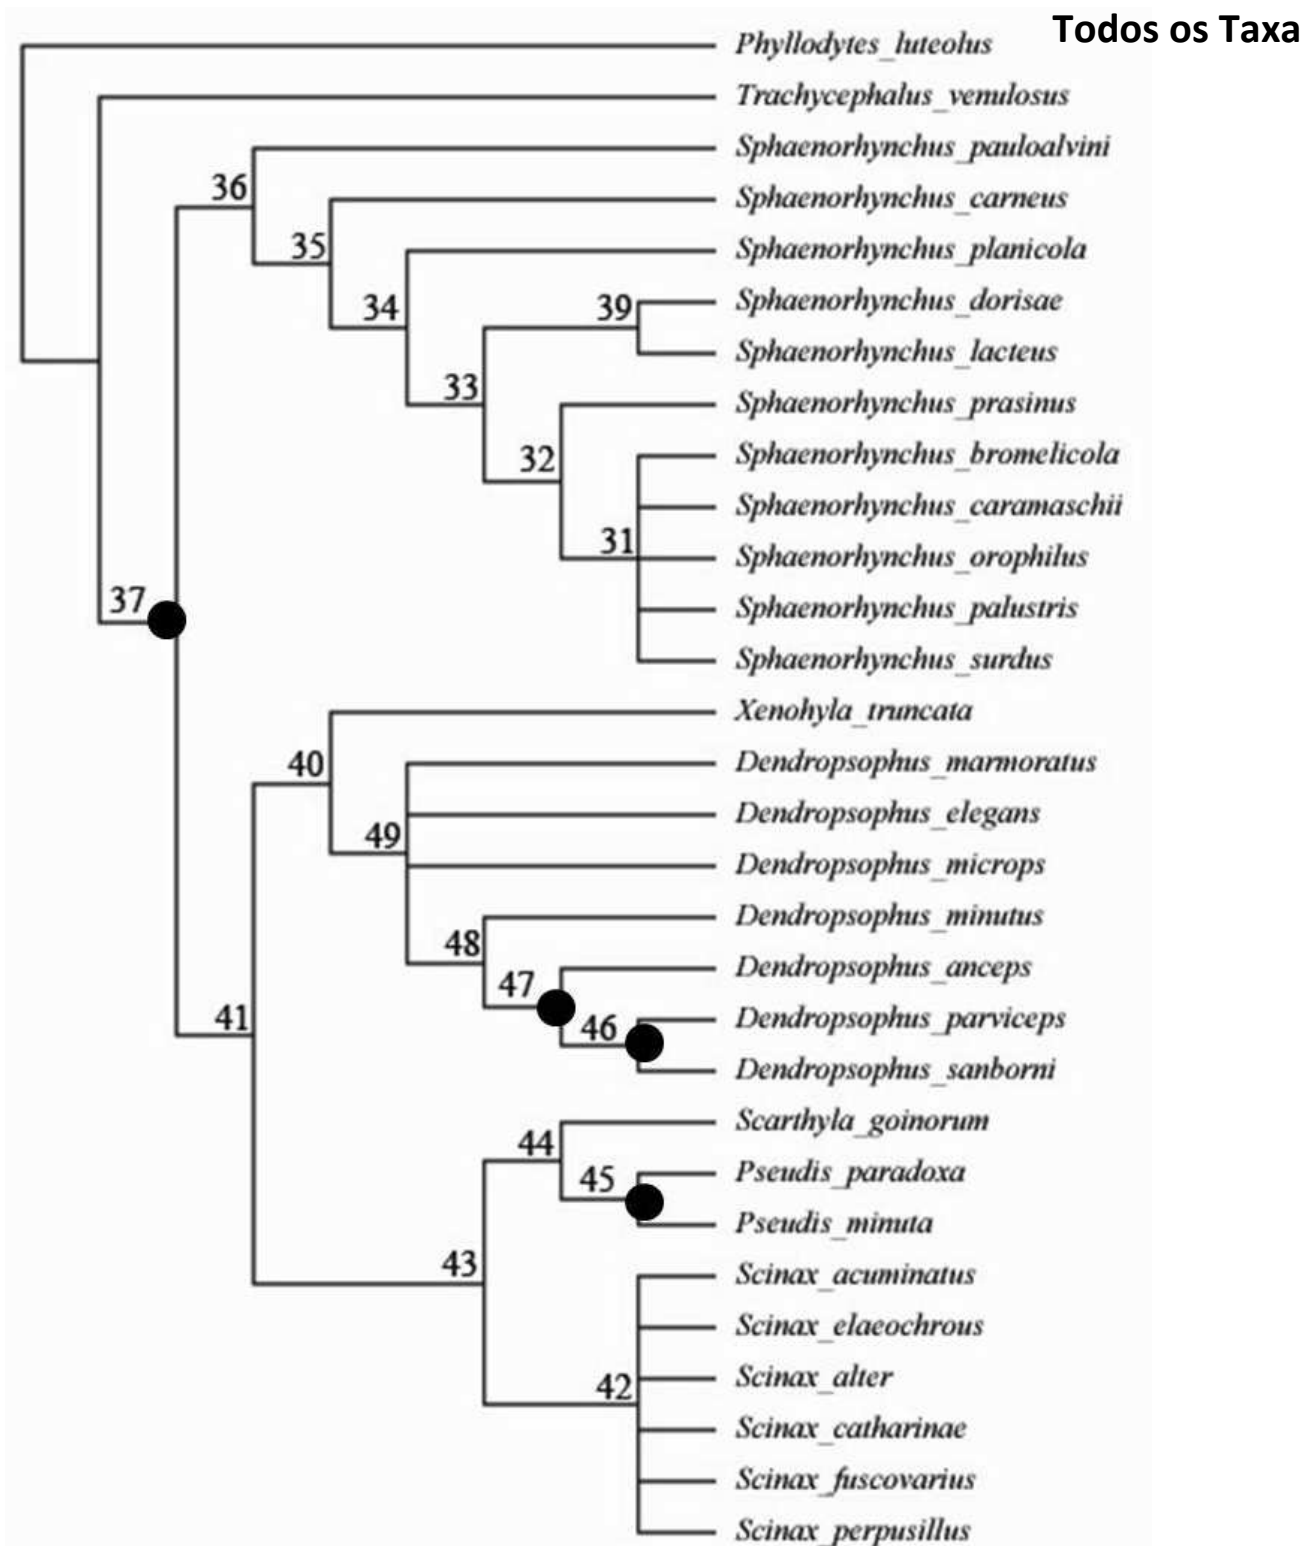 Todos os Taxa
Phyllodytes_luteolus
Trachycephalus_venulosus
Sphaenorhynchus_pauloalvini
36
Sphaenorhynchus_carneus
35
Sphaenorhynchus_planicola
34
39
Sphaenorhynchus_dorisae
Sphaenorhynchus_lacteus
33
Sphaenorhynchus_prasinus
32
Sphaenorhynchus_bromelicola
Sphaenorhynchus_caramaschii
31
Sphaenorhynchus_orophilus
37
Sphaenorhynchus_palustris
Sphaenorhynchus_surdus
Xenohyla_truncata
40
Dendropsophus_marmoratus
Dendropsophus_elegans
49
Dendropsophus_microps
Dendropsophus_minutus
48
Dendropsophus_anceps
47
41
46
Dendropsophus_parviceps
Dendropsophus_sanborni
Scarthyla_goinorum
44
45
Pseudis_paradoxa
Pseudis_minuta
43
Scinax_acuminatus
Scinax_elaeochrous
42
Scinax_alter
Scinax_catharinae
Scinax_fuscovarius
Scinax_perpusillus